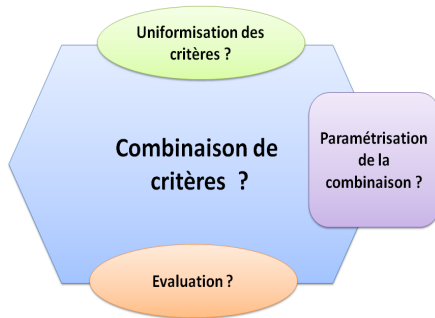 Uniformisation des
critères ?
Combinaison de
critères ?
Paramétrisation
de la
combinaison ?
Evaluation ?